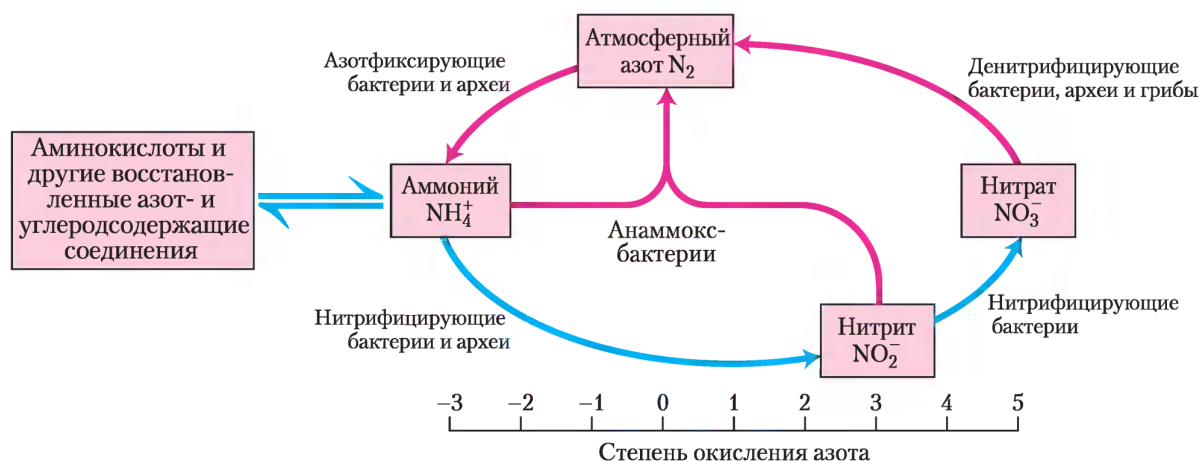 Атмосферный
азот N₂
Азотфиксирующие
бактерии и археи
Денитрифицирующие
бактерии, археи и грибы
Аминокислоты и
другие восстанов-
ленные азот- и
углеродсодержащие
соединения
Аммоний
NH₄⁺
Нитрат
NO₃⁻
Анаммокс-
бактерии
Нитрифицирующие
бактерии и археи
Нитрит
NO₂⁻
Нитрифицирующие
бактерии
−3 −2 −1 0 1 2 3 4 5
Степень окисления азота